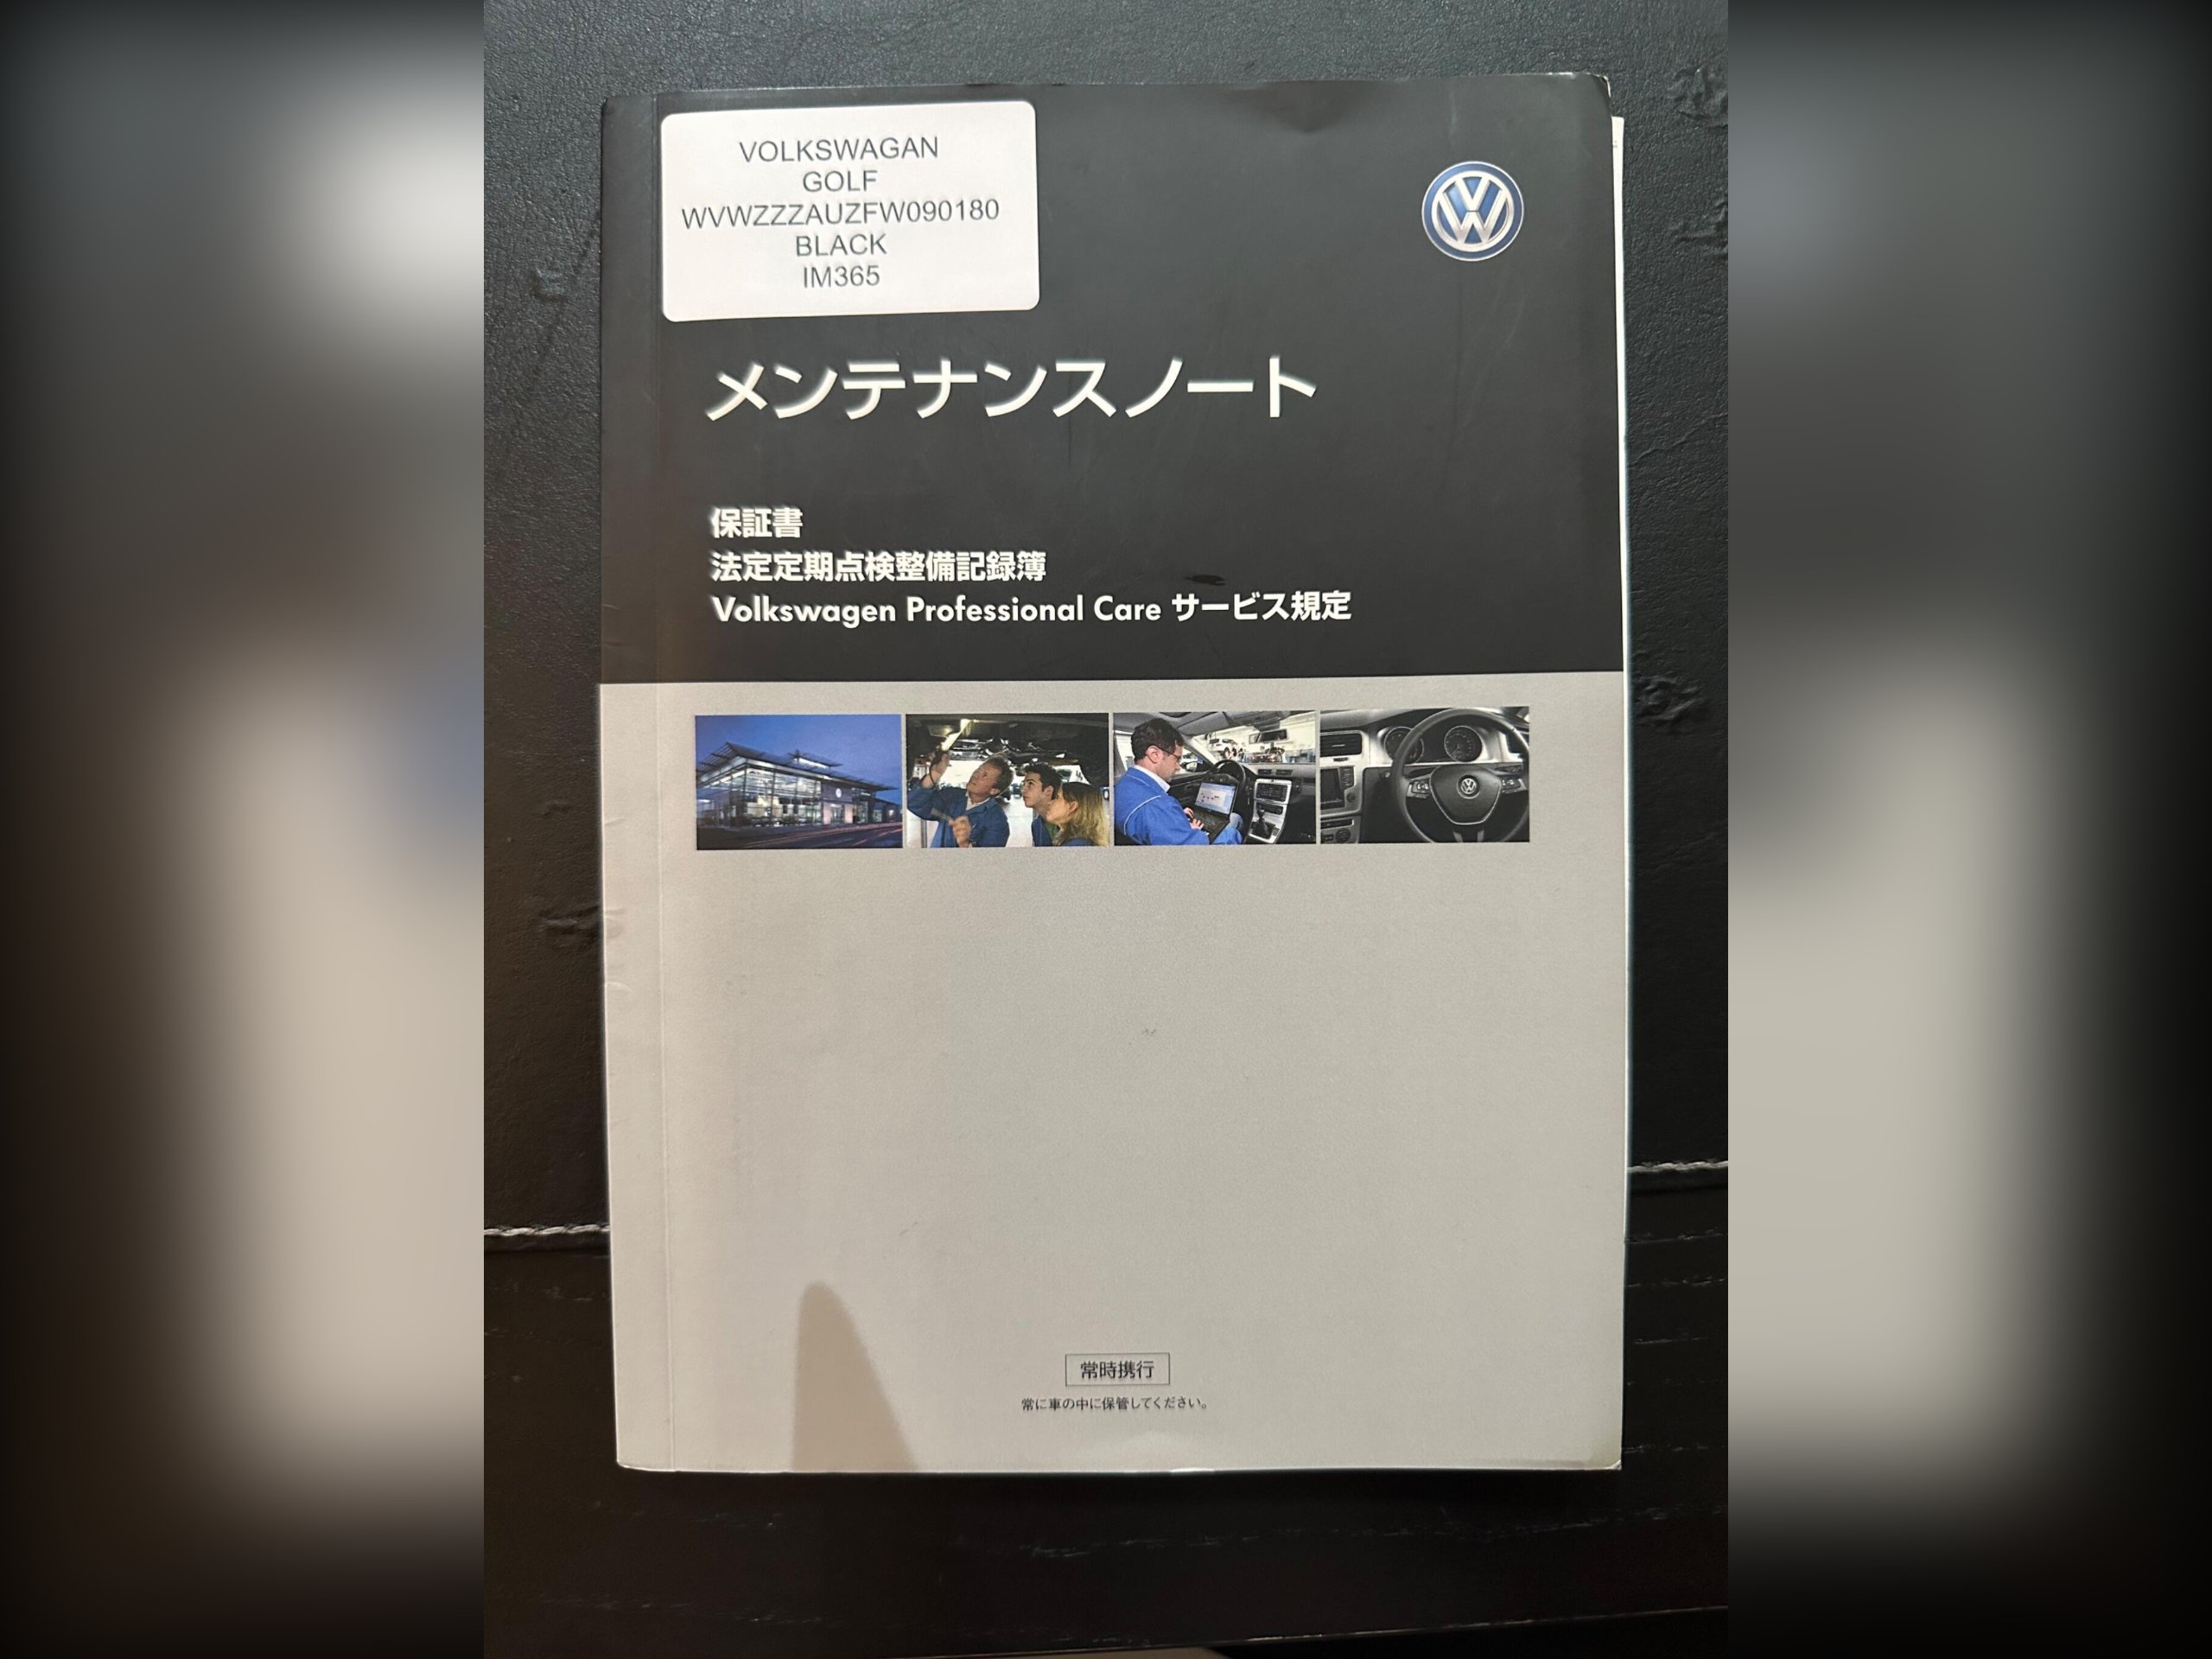 VOLKSWAGAN
GOLF
WVWZZZAUZFW090180
BLACK
IM365
メンテナンスノート
保証書
法定定期点検整備記録簿
Volkswagen Professional Care サービス規定
常時携行
常に車の中に保管してください。